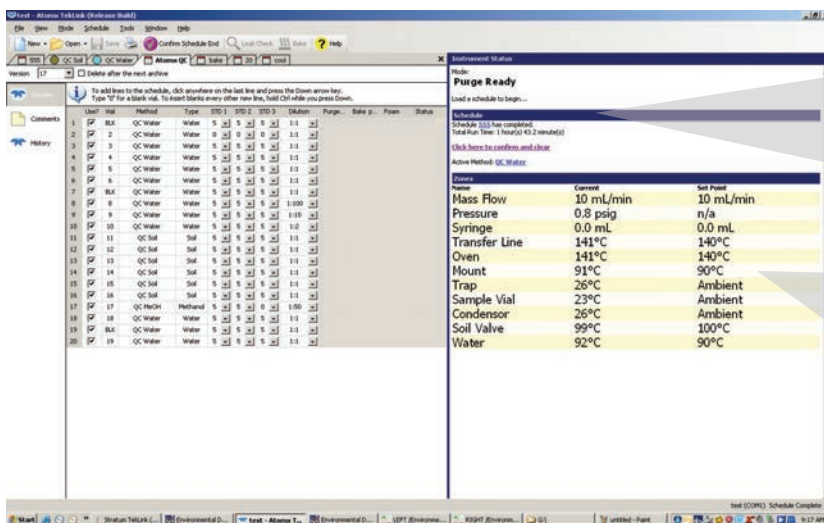 test - Atomx TekLink (Release Build)
File View Mode Schedule Tools Window Help
New Open Save Confirm Schedule End Leak Check Bake Help
555 QC Soil QC Water Atomx QC bake 20 cool
Version 17 Delete after the next archive
To add lines to the schedule, click anywhere on the last line and press the Down arrow key.
Type "0" for a blank vial. To insert blanks every other new line, hold Ctrl while you press Down.
Comments
History
Use? Vial Method Type STD 1 STD 2 STD 3 Dilution Purge... Bake p... Foam Status
1 BLK QC Water Water 5 5 5 1:1
2 2 QC Water Water 0 0 0 1:1
3 3 QC Water Water 5 5 5 1:1
4 4 QC Water Water 5 5 5 1:1
5 5 QC Water Water 5 5 5 1:1
6 6 QC Water Water 5 5 5 1:1
7 BLK QC Water Water 5 5 5 1:1
8 8 QC Water Water 5 5 5 1:100
9 9 QC Water Water 5 5 5 1:10
10 10 QC Water Water 5 5 5 1:2
11 11 QC Soil Soil 5 5 5 1:1
12 12 QC Soil Soil 5 5 5 1:1
13 13 QC Soil Soil 5 5 5 1:1
14 14 QC Soil Soil 5 5 5 1:1
15 15 QC Soil Soil 5 5 5 1:1
16 16 QC Soil Soil 5 5 5 1:1
17 17 QC MeOH Methanol 5 5 0 1:50
18 18 QC Water Water 5 5 5 1:1
19 BLK QC Water Water 5 5 5 1:1
20 19 QC Water Water 5 5 5 1:1
Instrument Status
Mode:
Purge Ready
Load a schedule to begin...
Schedule
Schedule 555 has completed.
Total Run Time: 1 hour(s) 43.2 minute(s)
Click here to confirm and clear
Active Method: QC Water
Zones
Name Current Set Point
Mass Flow 10 mL/min 10 mL/min
Pressure 0.8 psig n/a
Syringe 0.0 mL 0.0 mL
Transfer Line 141°C 140°C
Oven 141°C 140°C
Mount 91°C 90°C
Trap 26°C Ambient
Sample Vial 23°C Ambient
Condensor 26°C Ambient
Soil Valve 99°C 100°C
Water 92°C 90°C
test (COM1) Schedule Complete
Start Stratum TekLink (... Environmental D... test - Atomx T... Environmental D... LEFT (Environme... RIGHT (Environm... G:\ untitled - Paint